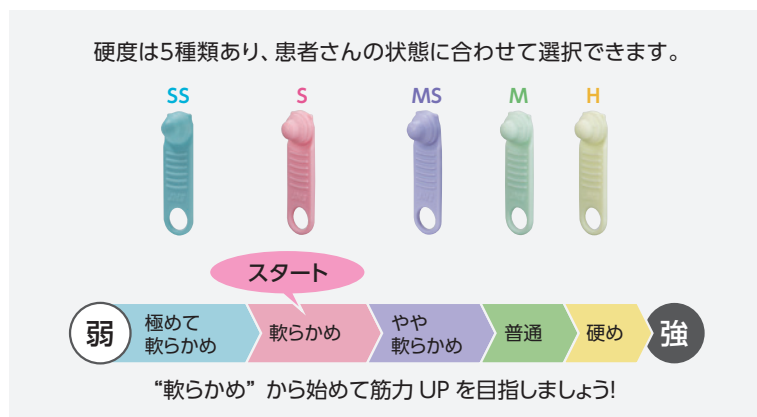 硬度は5種類あり、患者さんの状態に合わせて選択できます。
SS S MS M H
スタート
弱 極めて軟らかめ 軟らかめ やや軟らかめ 普通 硬め 強
“軟らかめ” から始めて筋力 UP を目指しましょう!